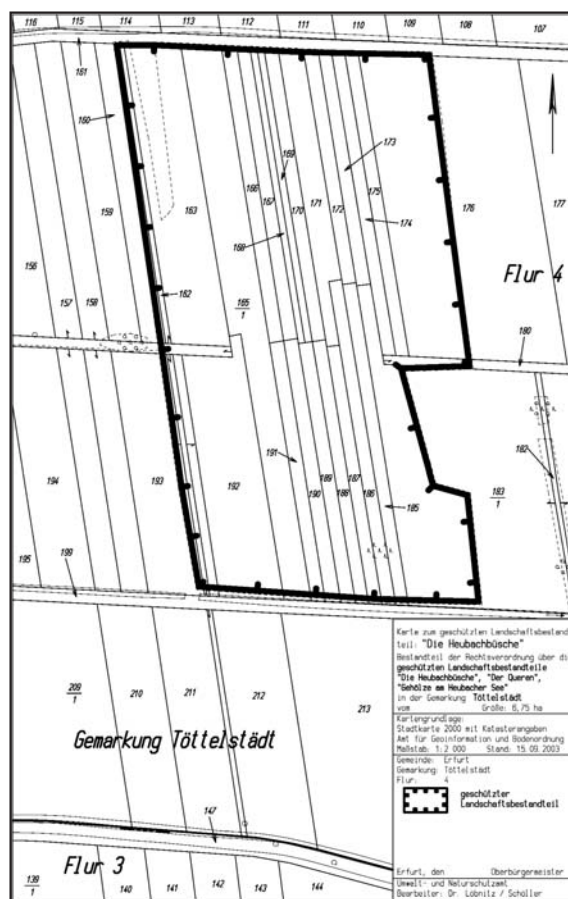 116 115 114 113 112 111 110 109 108 107
161
160
159
163
166
167
169
168
170
171
172
173
175
174
176
177
156
157
158
162
165
1
Flur 4
180
182
183
1
194
193
192
191
190
189
188
187
186
185
195
199
209
1
210
211
212
213
Gemarkung Töttelstädt
147
Flur 3
139
1
140
141
142
143
144
Karte zum geschützten Landschaftsbestand
teil: "Die Heubachbüsche"
Bestandteil der Rechtsverordnung über di
geschützten Landschaftsbestandteile
"Die Heubachbüsche", "Der Queren",
"Gehölze am Heubacher See"
in der Gemarkung Töttelstädt
vom Größe: 6,75 ha
Kartengrundlage:
Stadtkarte 2000 mit Katasterangaben
Amt für Geoinformation und Bodenordnung
Maßstab: 1:2 000 Stand: 15.09.2003
Gemeinde: Erfurt
Gemarkung: Töttelstädt
Flur: 4
geschützter
Landschaftsbestandteil
Erfurt, den Oberbürgermeister
Umwelt- und Naturschutzamt
Bearbeiter: Dr. Löbnitz / Schöller